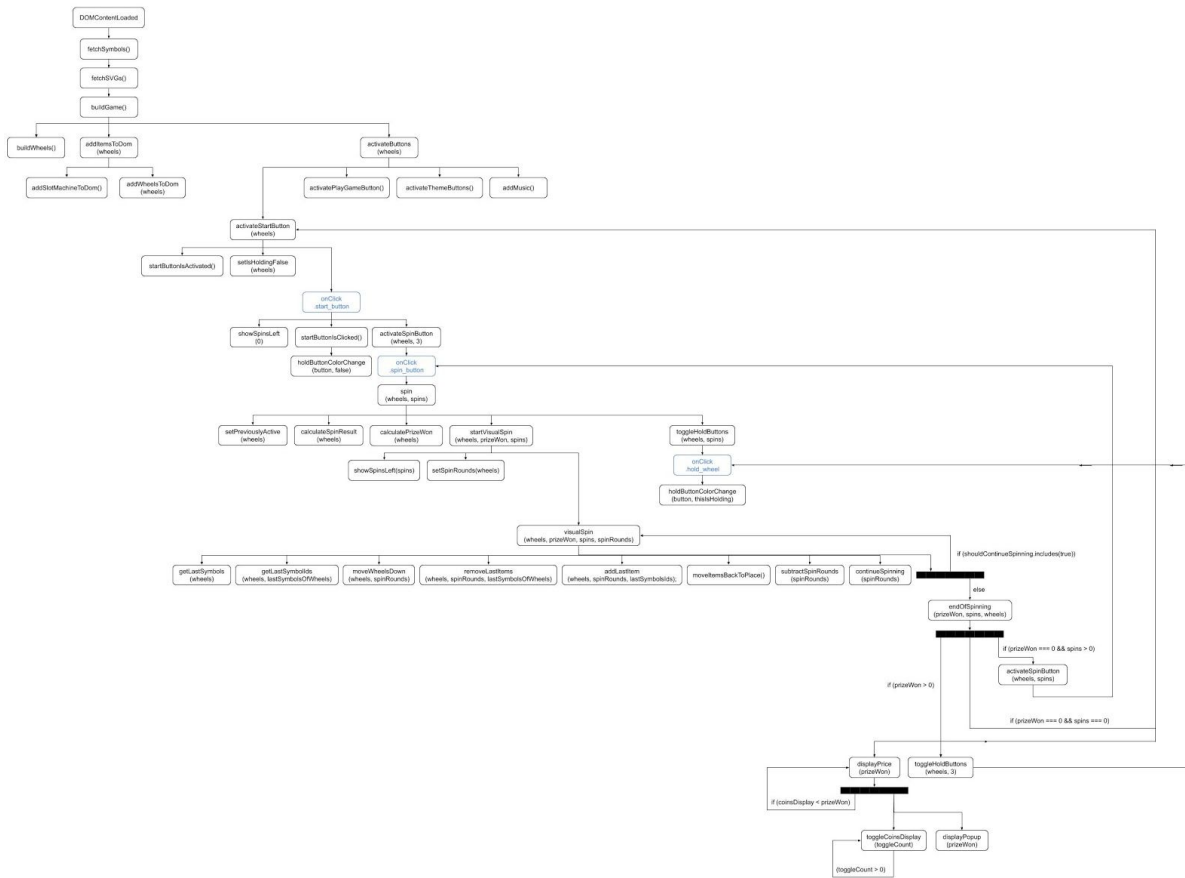 DOMContentLoaded
fetchSymbols()
fetchSVGs()
buildGame()
buildWheels()
addItemsToDom
(wheels)
activateButtons
(wheels)
addSlotMachineToDom()
addWheelsToDom
(wheels)
activatePlayGameButton()
activateThemeButtons()
addMusic()
activateStartButton
(wheels)
startButtonIsActivated()
setIsHoldingFalse
(wheels)
onClick
.start_button
showSpinsLeft
(0)
startButtonIsClicked()
activateSpinButton
(wheels, 3)
holdButtonColorChange
(button, false)
onClick
.spin_button
spin
(wheels, spins)
setPreviouslyActive
(wheels)
calculateSpinResult
(wheels)
calculatePrizeWon
(wheels)
startVisualSpin
(wheels, prizeWon, spins)
toggleHoldButtons
(wheels, spins)
showSpinsLeft(spins)
setSpinRounds(wheels)
onClick
.hold_wheel
holdButtonColorChange
(button, thisIsHolding)
visualSpin
(wheels, prizeWon, spins, spinRounds)
if (shouldContinueSpinning.includes(true))
getLastSymbols
(wheels)
getLastSymbolIds
(wheels, lastSymbolsOfWheels)
moveWheelsDown
(wheels, spinRounds)
removeLastItems
(wheels, spinRounds, lastSymbolsOfWheels)
addLastItem
(wheels, spinRounds, lastSymbolsIds);
moveItemsBackToPlace()
subtractSpinRounds
(spinRounds)
continueSpinning
(spinRounds)
else
endOfSpinning
(prizeWon, spins, wheels)
if (prizeWon === 0 && spins > 0)
activateSpinButton
(wheels, spins)
if (prizeWon > 0)
if (prizeWon === 0 && spins === 0)
displayPrice
(prizeWon)
toggleHoldButtons
(wheels, 3)
if (coinsDisplay < prizeWon)
toggleCoinsDisplay
(toggleCount)
displayPopup
(prizeWon)
(toggleCount > 0)